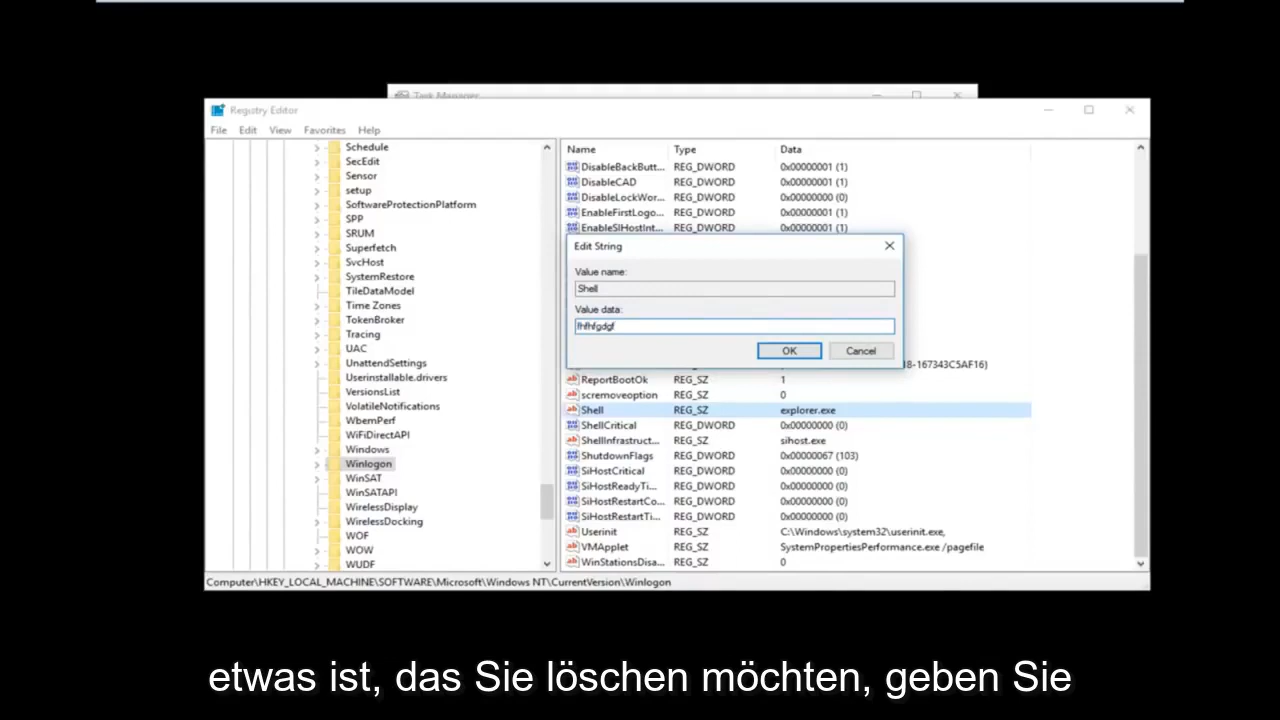 Task Manager
Registry Editor
File Edit View Favorites Help
Schedule
SecEdit
Sensor
setup
SoftwareProtectionPlatform
SPP
SRUM
Superfetch
SvcHost
SystemRestore
TileDataModel
Time Zones
TokenBroker
Tracing
UAC
UnattendSettings
Userinstallable.drivers
VersionsList
VolatileNotifications
WbemPerf
WiFiDirectAPI
Windows
Winlogon
WinSAT
WinSATAPI
WirelessDisplay
WirelessDocking
WOF
WOW
WUDF
Name Type Data
DisableBackButt... REG_DWORD 0x00000001 (1)
DisableCAD REG_DWORD 0x00000001 (1)
DisableLockWor... REG_DWORD 0x00000000 (0)
EnableFirstLogo... REG_DWORD 0x00000001 (1)
EnableSIHostInt... REG_DWORD 0x00000001 (1)
Edit String
Value name:
Shell
Value data:
fhfhfgdgf
OK Cancel
18-167343C5AF16)
ReportBootOk REG_SZ 1
scremoveoption REG_SZ 0
Shell REG_SZ explorer.exe
ShellCritical REG_DWORD 0x00000000 (0)
ShellInfrastruct... REG_SZ sihost.exe
ShutdownFlags REG_DWORD 0x00000067 (103)
SiHostCritical REG_DWORD 0x00000000 (0)
SiHostReadyTi... REG_DWORD 0x00000000 (0)
SiHostRestartCo... REG_DWORD 0x00000000 (0)
SiHostRestartTi... REG_DWORD 0x00000000 (0)
Userinit REG_SZ C:\Windows\system32\userinit.exe,
VMApplet REG_SZ SystemPropertiesPerformance.exe /pagefile
WinStationsDisa... REG_SZ 0
Computer\HKEY_LOCAL_MACHINE\SOFTWARE\Microsoft\Windows NT\CurrentVersion\Winlogon
etwas ist, das Sie löschen möchten, geben Sie